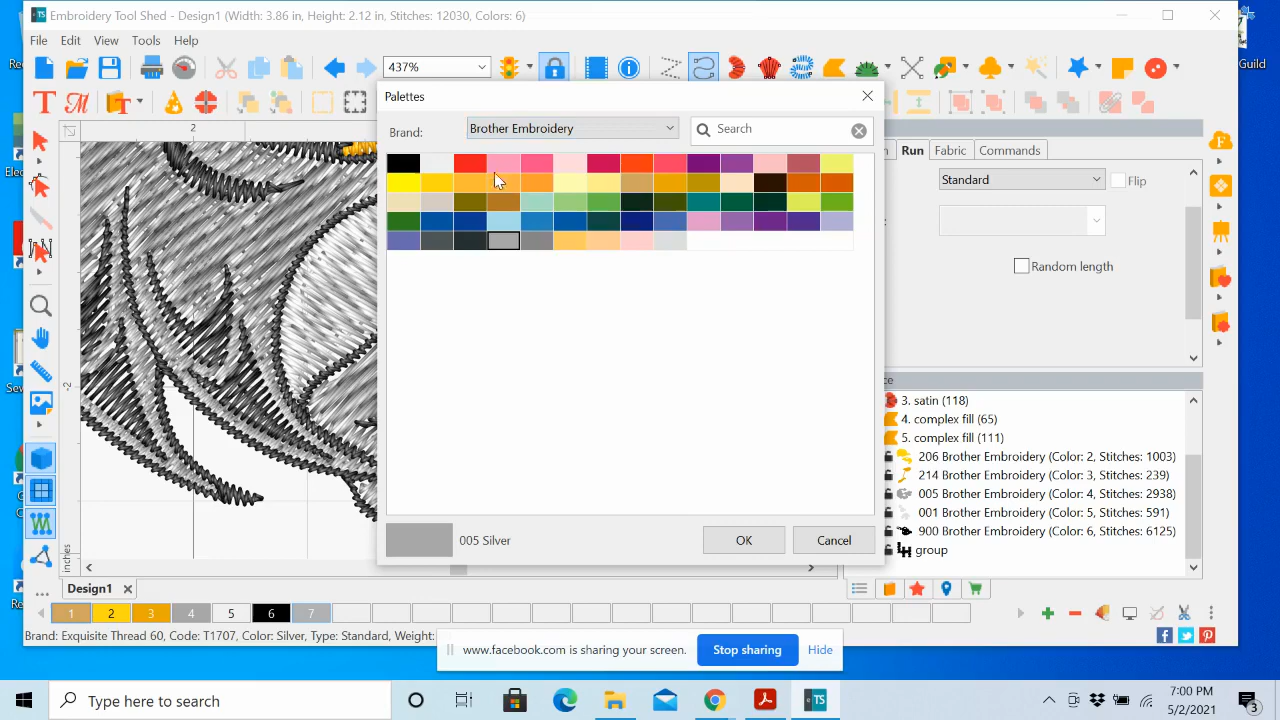 Embroidery Tool Shed - Design1 (Width: 3.86 in, Height: 2.12 in, Stitches: 12030, Colors: 6)
File Edit View Tools Help
Guild
437%
Palettes
Brand: Brother Embroidery Search
2
Run Fabric Commands
Standard Flip
Random length
-2
3. satin (118)
4. complex fill (65)
5. complex fill (111)
206 Brother Embroidery (Color: 2, Stitches: 1003)
214 Brother Embroidery (Color: 3, Stitches: 239)
005 Brother Embroidery (Color: 4, Stitches: 2938)
001 Brother Embroidery (Color: 5, Stitches: 591)
900 Brother Embroidery (Color: 6, Stitches: 6125)
group
005 Silver OK Cancel
inches
Design1
1 2 3 4 5 6 7
Brand: Exquisite Thread 60, Code: T1707, Color: Silver, Type: Standard, Weight:
www.facebook.com is sharing your screen. Stop sharing Hide
Type here to search
7:00 PM
5/2/2021
3